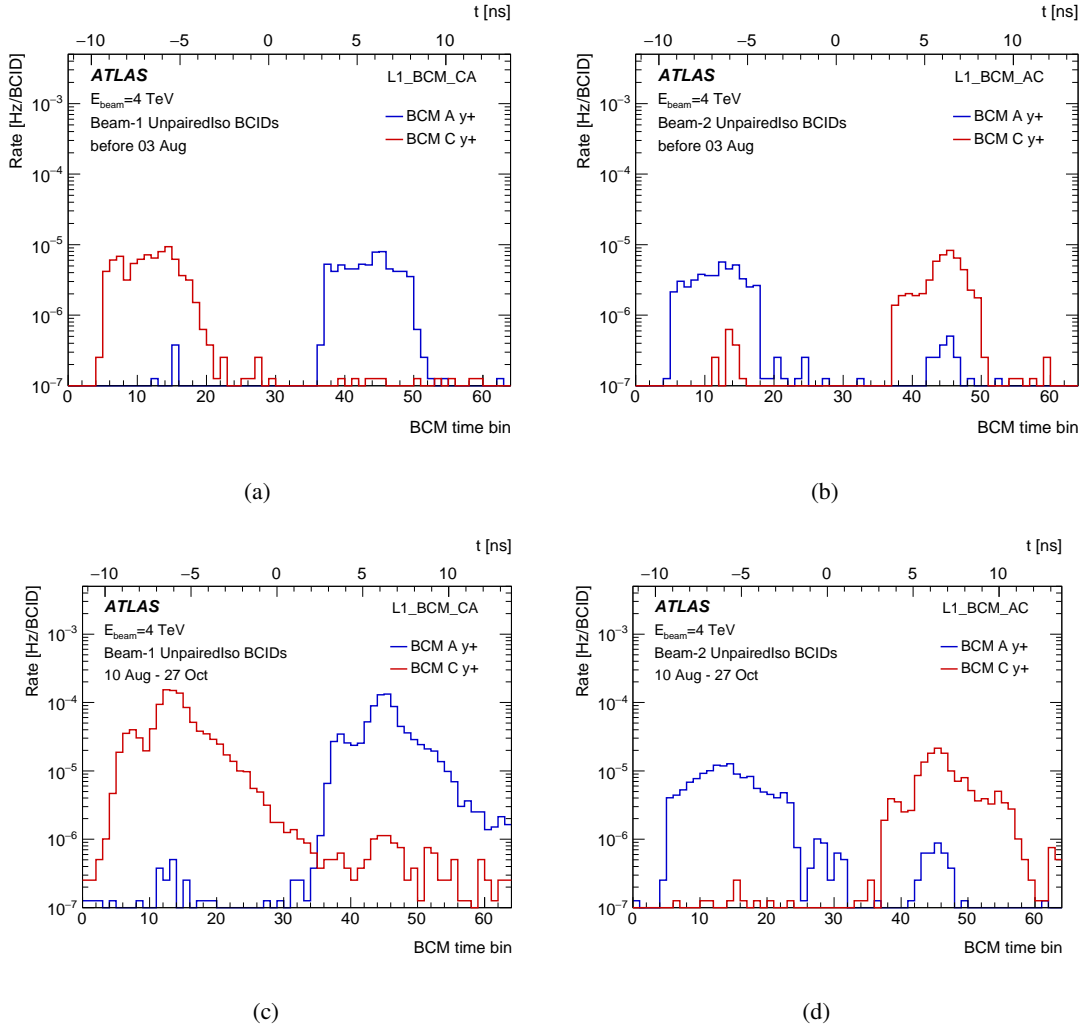 t [ns]
−10 −5 0 5 10
Rate [Hz/BCID]
10⁻³
10⁻⁴
10⁻⁵
10⁻⁶
10⁻⁷
ATLAS
E_beam=4 TeV
Beam-1 UnpairedIso BCIDs
before 03 Aug
L1_BCM_CA
BCM A y+
BCM C y+
0 10 20 30 40 50 60
BCM time bin
(a)
t [ns]
−10 −5 0 5 10
Rate [Hz/BCID]
10⁻³
10⁻⁴
10⁻⁵
10⁻⁶
10⁻⁷
ATLAS
E_beam=4 TeV
Beam-2 UnpairedIso BCIDs
before 03 Aug
L1_BCM_AC
BCM A y+
BCM C y+
0 10 20 30 40 50 60
BCM time bin
(b)
t [ns]
−10 −5 0 5 10
Rate [Hz/BCID]
10⁻³
10⁻⁴
10⁻⁵
10⁻⁶
10⁻⁷
ATLAS
E_beam=4 TeV
Beam-1 UnpairedIso BCIDs
10 Aug - 27 Oct
L1_BCM_CA
BCM A y+
BCM C y+
0 10 20 30 40 50 60
BCM time bin
(c)
t [ns]
−10 −5 0 5 10
Rate [Hz/BCID]
10⁻³
10⁻⁴
10⁻⁵
10⁻⁶
10⁻⁷
ATLAS
E_beam=4 TeV
Beam-2 UnpairedIso BCIDs
10 Aug - 27 Oct
L1_BCM_AC
BCM A y+
BCM C y+
0 10 20 30 40 50 60
BCM time bin
(d)